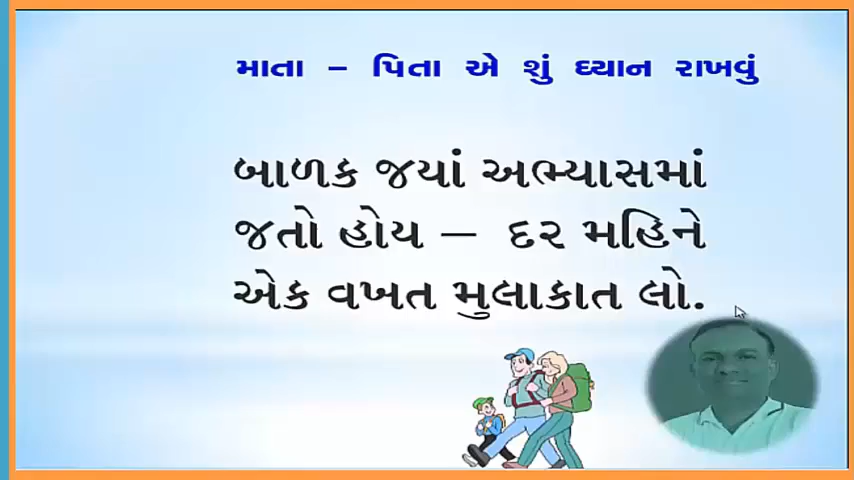 માતા – પિતા એ શું ધ્યાન રાખવું
બાળક જયાં અભ્યાસમાં
જતો હોય – દર મહિને
એક વખત મુલાકાત લો.